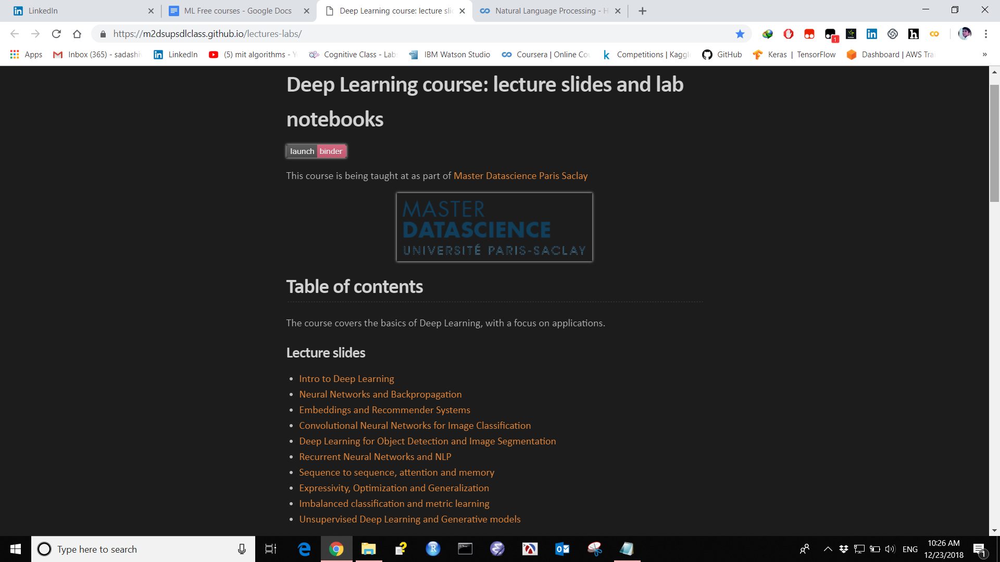 LinkedIn
ML Free courses - Google Docs
Deep Learning course: lecture slid
Natural Language Processing - H
https://m2dsupsdlclass.github.io/lectures-labs/
1
Apps
Inbox (365) - sadashiv
LinkedIn
(5) mit algorithms - Y
Cognitive Class - Labs
IBM Watson Studio
Coursera | Online Cou
Competitions | Kaggl
GitHub
Keras | TensorFlow
Dashboard | AWS Trai
»
Deep Learning course: lecture slides and lab
notebooks
launch binder
This course is being taught at as part of Master Datascience Paris Saclay
MASTER
DATASCIENCE
UNIVERSITÉ PARIS-SACLAY
Table of contents
The course covers the basics of Deep Learning, with a focus on applications.
Lecture slides
Intro to Deep Learning
Neural Networks and Backpropagation
Embeddings and Recommender Systems
Convolutional Neural Networks for Image Classification
Deep Learning for Object Detection and Image Segmentation
Recurrent Neural Networks and NLP
Sequence to sequence, attention and memory
Expressivity, Optimization and Generalization
Imbalanced classification and metric learning
Unsupervised Deep Learning and Generative models
Type here to search
ENG
10:26 AM
12/23/2018
1